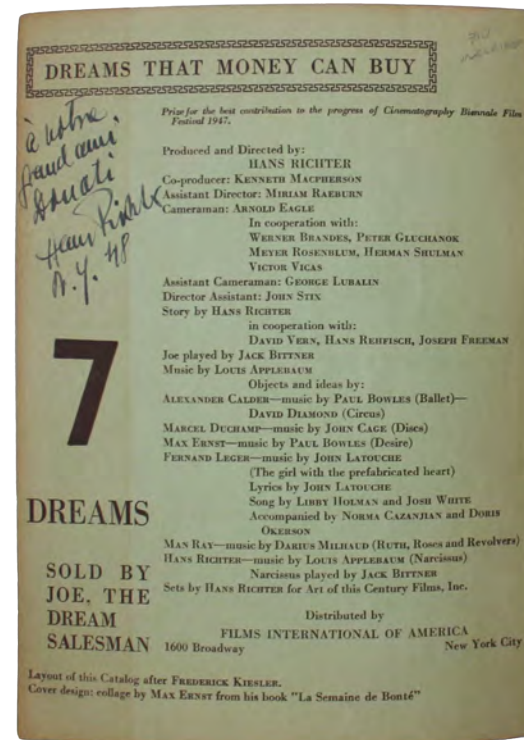 DREAMS THAT MONEY CAN BUY
à notre
grand ami
Donati
Hans Richter
N.Y. 48
Prize for the best contribution to the progress of Cinematography Biennale Film
Festival 1947.
Produced and Directed by:
HANS RICHTER
Co-producer: KENNETH MACPHERSON
Assistant Director: MIRIAM RAEBURN
Cameraman: ARNOLD EAGLE
In cooperation with:
WERNER BRANDES, PETER GLUCHANOK
MEYER ROSENBLUM, HERMAN SHULMAN
VICTOR VICAS
Assistant Cameraman: GEORGE LUBALIN
Director Assistant: JOHN STIX
Story by HANS RICHTER
in cooperation with:
DAVID VERN, HANS REHFISCH, JOSEPH FREEMAN
Joe played by JACK BITTNER
Music by LOUIS APPLEBAUM
Objects and ideas by:
ALEXANDER CALDER—music by PAUL BOWLES (Ballet)—
DAVID DIAMOND (Circus)
MARCEL DUCHAMP—music by JOHN CAGE (Discs)
MAX ERNST—music by PAUL BOWLES (Desire)
FERNAND LEGER—music by JOHN LATOUCHE
(The girl with the prefabricated heart)
Lyrics by JOHN LATOUCHE
Song by LIBBY HOLMAN and JOSH WHITE
Accompanied by NORMA CAZANJIAN and DORIS
OKERSON
MAN RAY—music by DARIUS MILHAUD (RUTH, Roses and Revolvers)
HANS RICHTER—music by LOUIS APPLEBAUM (Narcissus)
Narcissus played by JACK BITTNER
Sets by HANS RICHTER for Art of this Century Films, Inc.
Distributed by
FILMS INTERNATIONAL OF AMERICA
1600 Broadway New York City
7
DREAMS
SOLD BY
JOE, THE
DREAM
SALESMAN
Layout of this Catalog after FREDERICK KIESLER.
Cover design: collage by MAX ERNST from his book "La Semaine de Bonté"